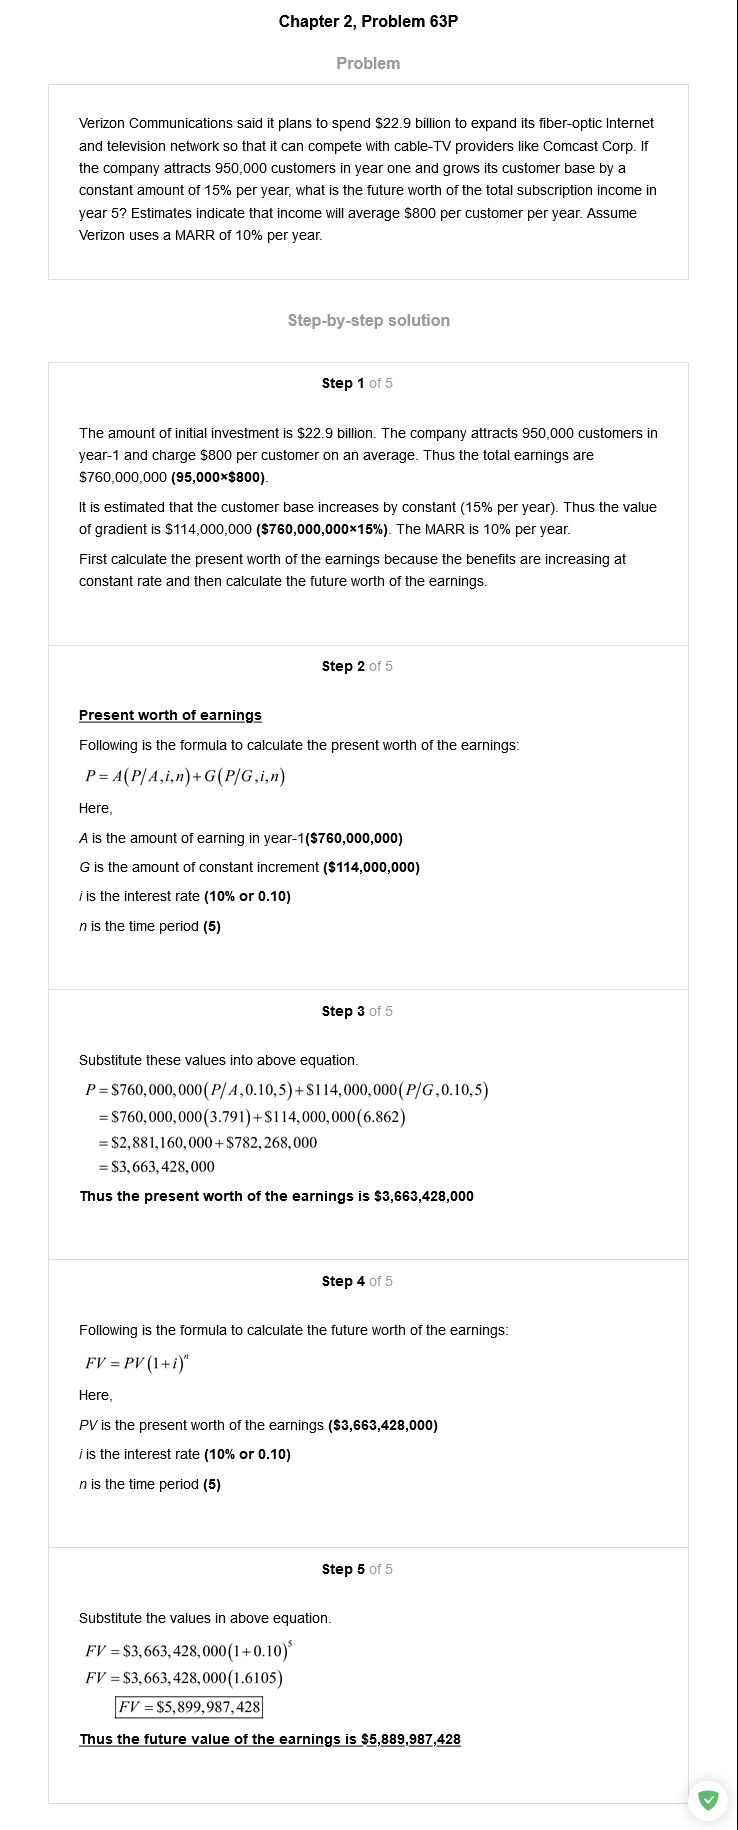 Chapter 2, Problem 63P
Problem
Verizon Communications said it plans to spend $22.9 billion to expand its fiber-optic Internet
and television network so that it can compete with cable-TV providers like Comcast Corp. If
the company attracts 950,000 customers in year one and grows its customer base by a
constant amount of 15% per year, what is the future worth of the total subscription income in
year 5? Estimates indicate that income will average $800 per customer per year. Assume
Verizon uses a MARR of 10% per year.
Step-by-step solution
Step 1 of 5
The amount of initial investment is $22.9 billion. The company attracts 950,000 customers in
year-1 and charge $800 per customer on an average. Thus the total earnings are
$760,000,000 (95,000×$800).
It is estimated that the customer base increases by constant (15% per year). Thus the value
of gradient is $114,000,000 ($760,000,000×15%). The MARR is 10% per year.
First calculate the present worth of the earnings because the benefits are increasing at
constant rate and then calculate the future worth of the earnings.
Step 2 of 5
Present worth of earnings
Following is the formula to calculate the present worth of the earnings:
P = A(P/A,i,n)+G(P/G,i,n)
Here,
A is the amount of earning in year-1($760,000,000)
G is the amount of constant increment ($114,000,000)
i is the interest rate (10% or 0.10)
n is the time period (5)
Step 3 of 5
Substitute these values into above equation.
P = $760,000,000(P/A,0.10,5)+$114,000,000(P/G,0.10,5)
= $760,000,000(3.791)+$114,000,000(6.862)
= $2,881,160,000+$782,268,000
= $3,663,428,000
Thus the present worth of the earnings is $3,663,428,000
Step 4 of 5
Following is the formula to calculate the future worth of the earnings:
FV = PV(1+i)ⁿ
Here,
PV is the present worth of the earnings ($3,663,428,000)
i is the interest rate (10% or 0.10)
n is the time period (5)
Step 5 of 5
Substitute the values in above equation.
FV = $3,663,428,000(1+0.10)⁵
FV = $3,663,428,000(1.6105)
FV = $5,899,987,428
Thus the future value of the earnings is $5,889,987,428